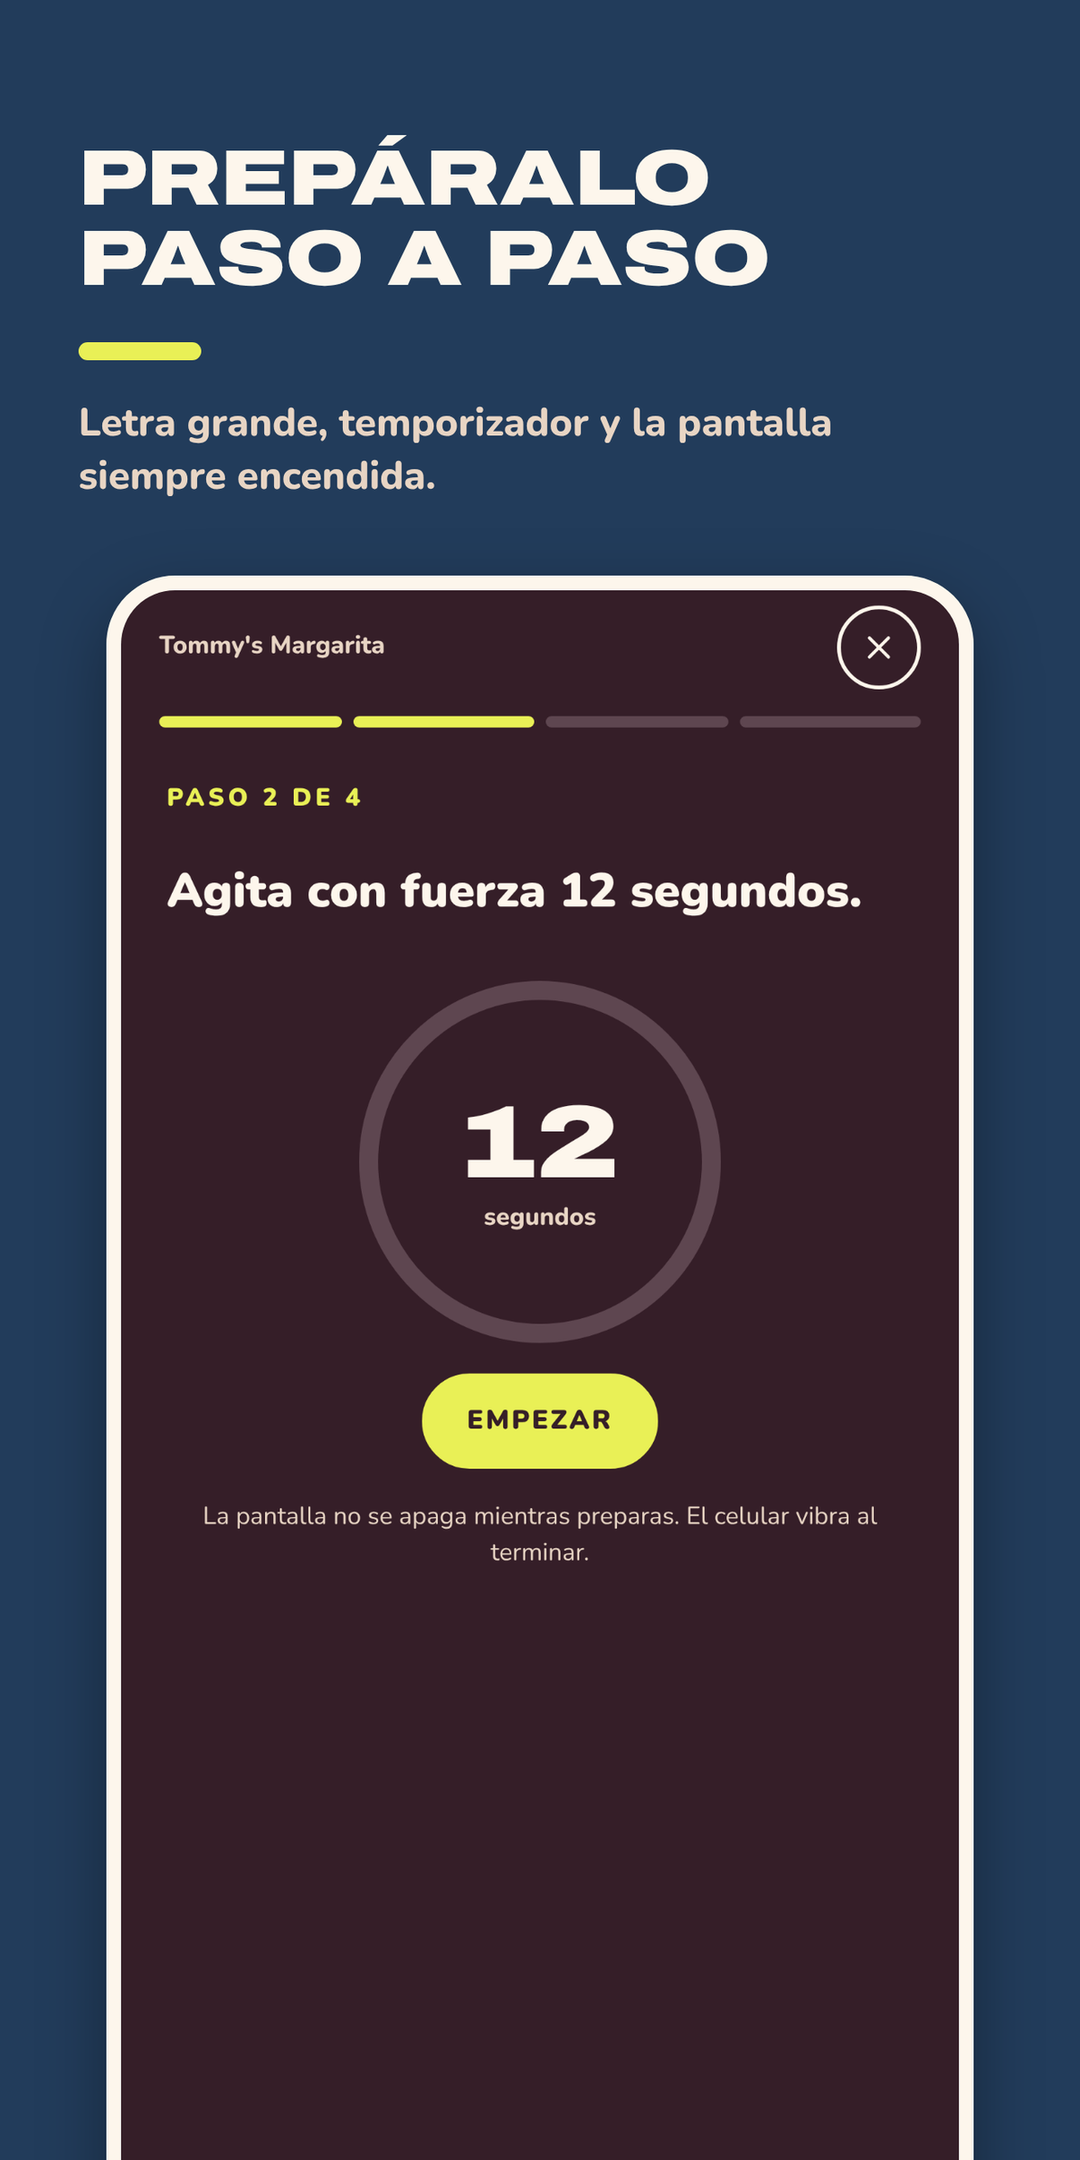 PREPÁRALO
PASO A PASO
Letra grande, temporizador y la pantalla
siempre encendida.
Tommy's Margarita
PASO 2 DE 4
Agita con fuerza 12 segundos.
12
segundos
EMPEZAR
La pantalla no se apaga mientras preparas. El celular vibra al
terminar.